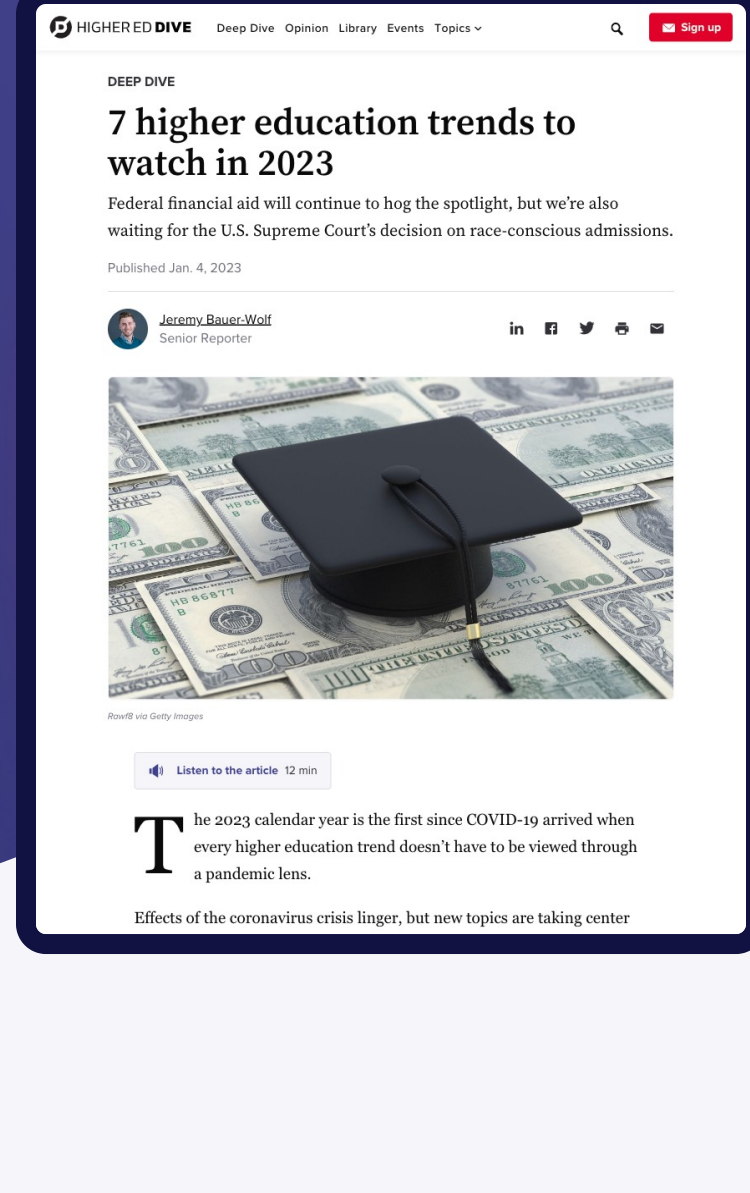 HIGHER ED DIVE Deep Dive Opinion Library Events Topics Sign up
DEEP DIVE
7 higher education trends to
watch in 2023
Federal financial aid will continue to hog the spotlight, but we’re also
waiting for the U.S. Supreme Court’s decision on race-conscious admissions.
Published Jan. 4, 2023
Jeremy Bauer-Wolf
Senior Reporter
HB 86877
B
87761
100
Rawf8 via Getty Images
Listen to the article 12 min
The 2023 calendar year is the first since COVID-19 arrived when
every higher education trend doesn’t have to be viewed through
a pandemic lens.
Effects of the coronavirus crisis linger, but new topics are taking center